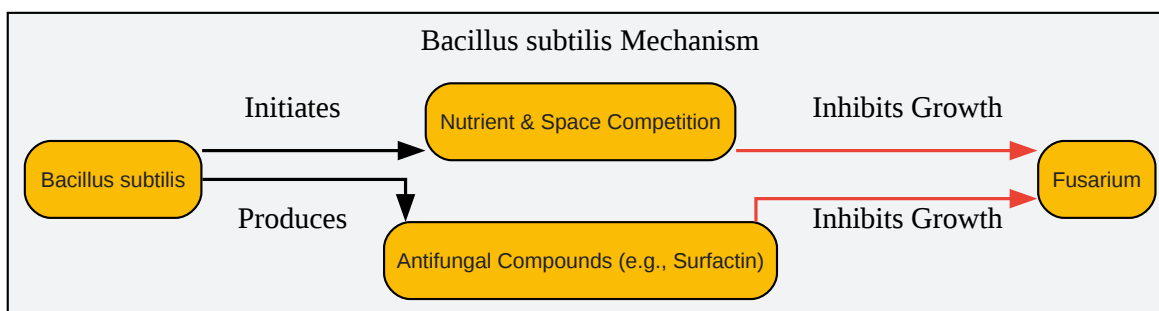 Bacillus subtilis Mechanism
Initiates
Nutrient & Space Competition
Inhibits Growth
Bacillus subtilis
Fusarium
Produces
Antifungal Compounds (e.g., Surfactin)
Inhibits Growth